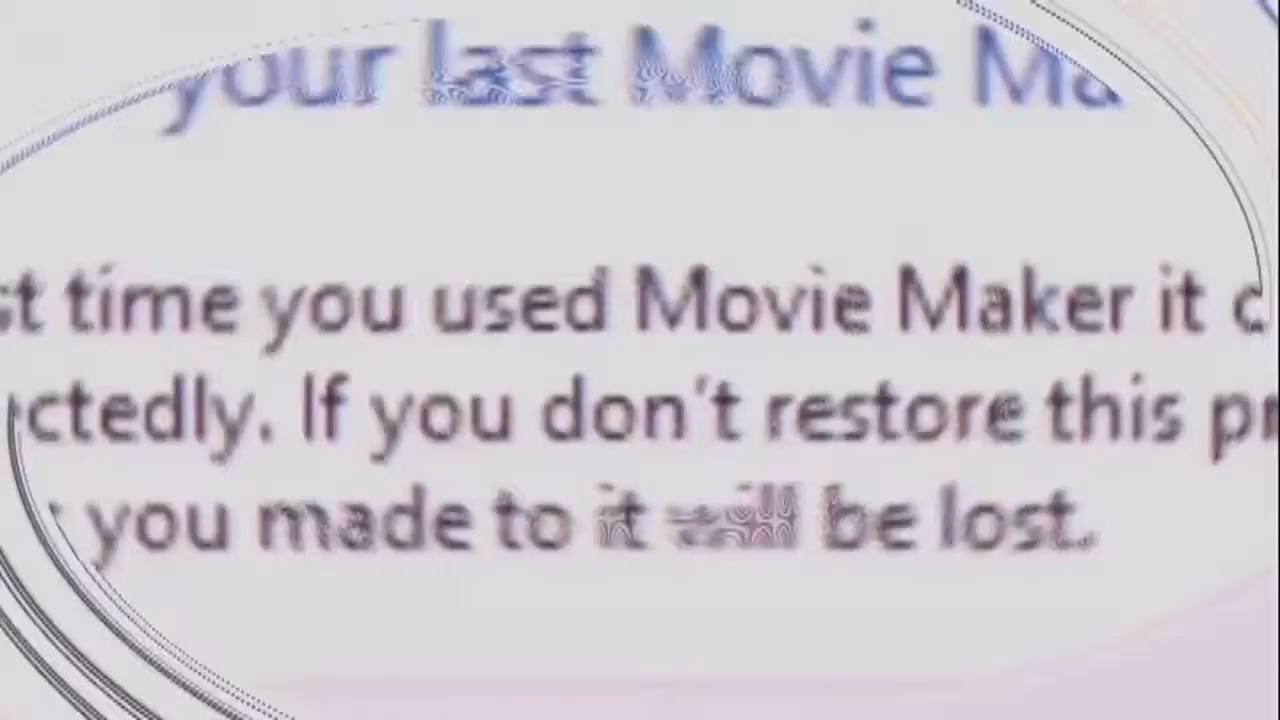 your last Movie Ma
st time you used Movie Maker it c
ctedly. If you don't restore this pr
you made to it will be lost.